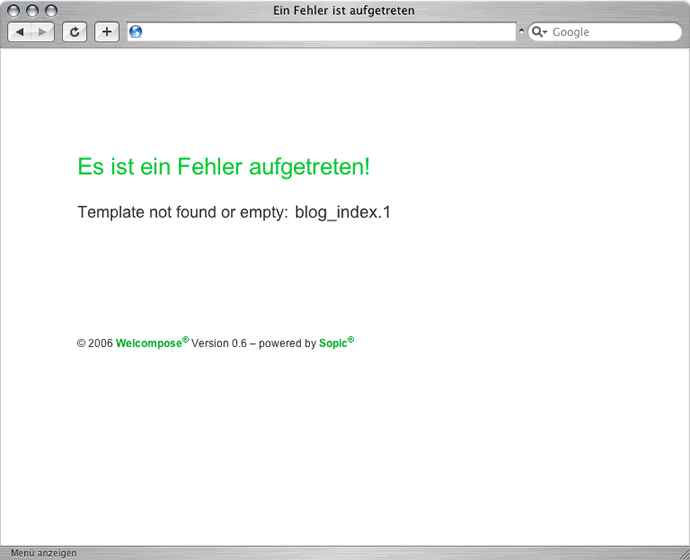 Ein Fehler ist aufgetreten
Google
Es ist ein Fehler aufgetreten!
Template not found or empty: blog_index.1
© 2006 Welcompose® Version 0.6 – powered by Sopic®
Menü anzeigen